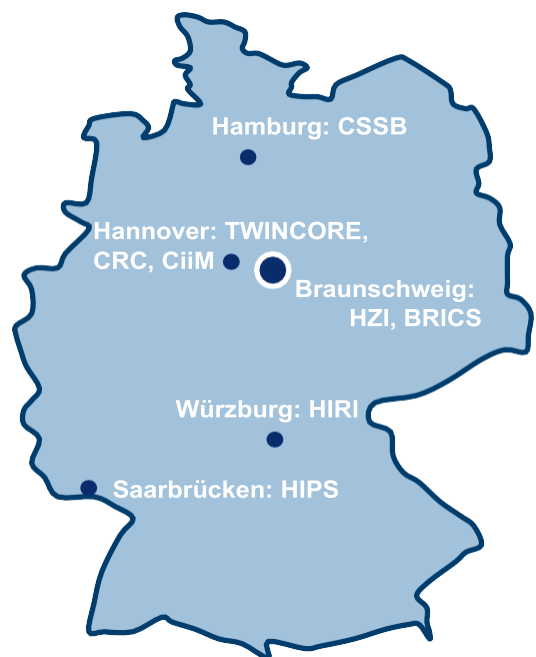 Hamburg: CSSB
Hannover: TWINCORE,
CRC, CiiM
Braunschweig:
HZI, BRICS
Würzburg: HIRI
Saarbrücken: HIPS